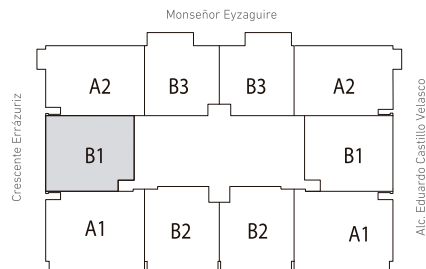 Monseñor Eyzaguire
A2 B3 B3 A2
Crescente Errázuriz
B1 B1
Alc. Eduardo Castillo Velasco
A1 B2 B2 A1